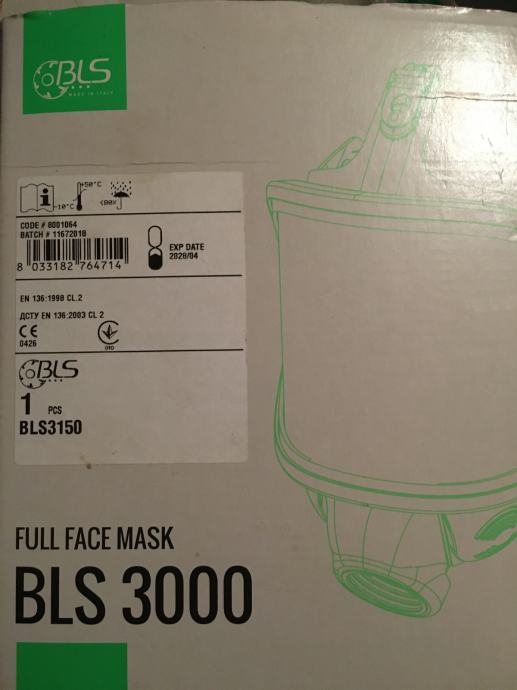 BLS
MADE IN ITALY
+50°C
-10°C
<80%
CODE # 8001064
BATCH # 11672018
8 033182 764714
EXP DATE
2028/04
EN 136:1998 CL.2
ДСТУ EN 136:2003 CL 2
CE
0426
010
BLS
1 PCS
BLS3150
FULL FACE MASK
BLS 3000